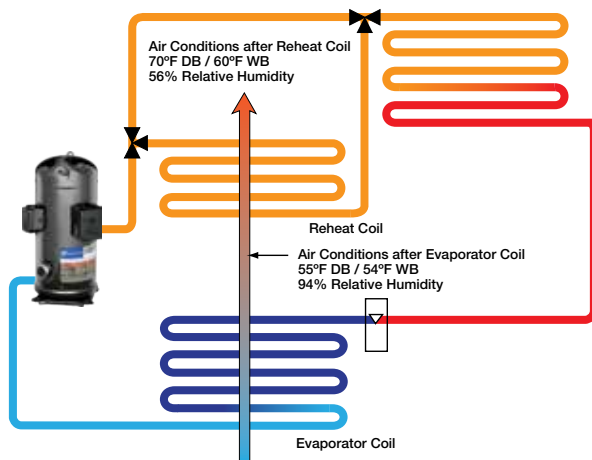 Air Conditions after Reheat Coil
70ºF DB / 60ºF WB
56% Relative Humidity
Reheat Coil
Air Conditions after Evaporator Coil
55ºF DB / 54ºF WB
94% Relative Humidity
Evaporator Coil